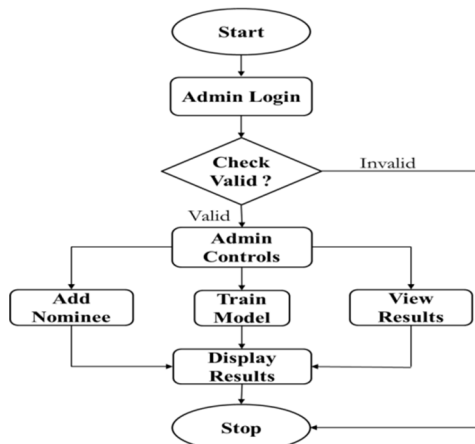 Start
Admin Login
Check
Valid ?
Invalid
Valid
Admin
Controls
Add
Nominee
Train
Model
View
Results
Display
Results
Stop